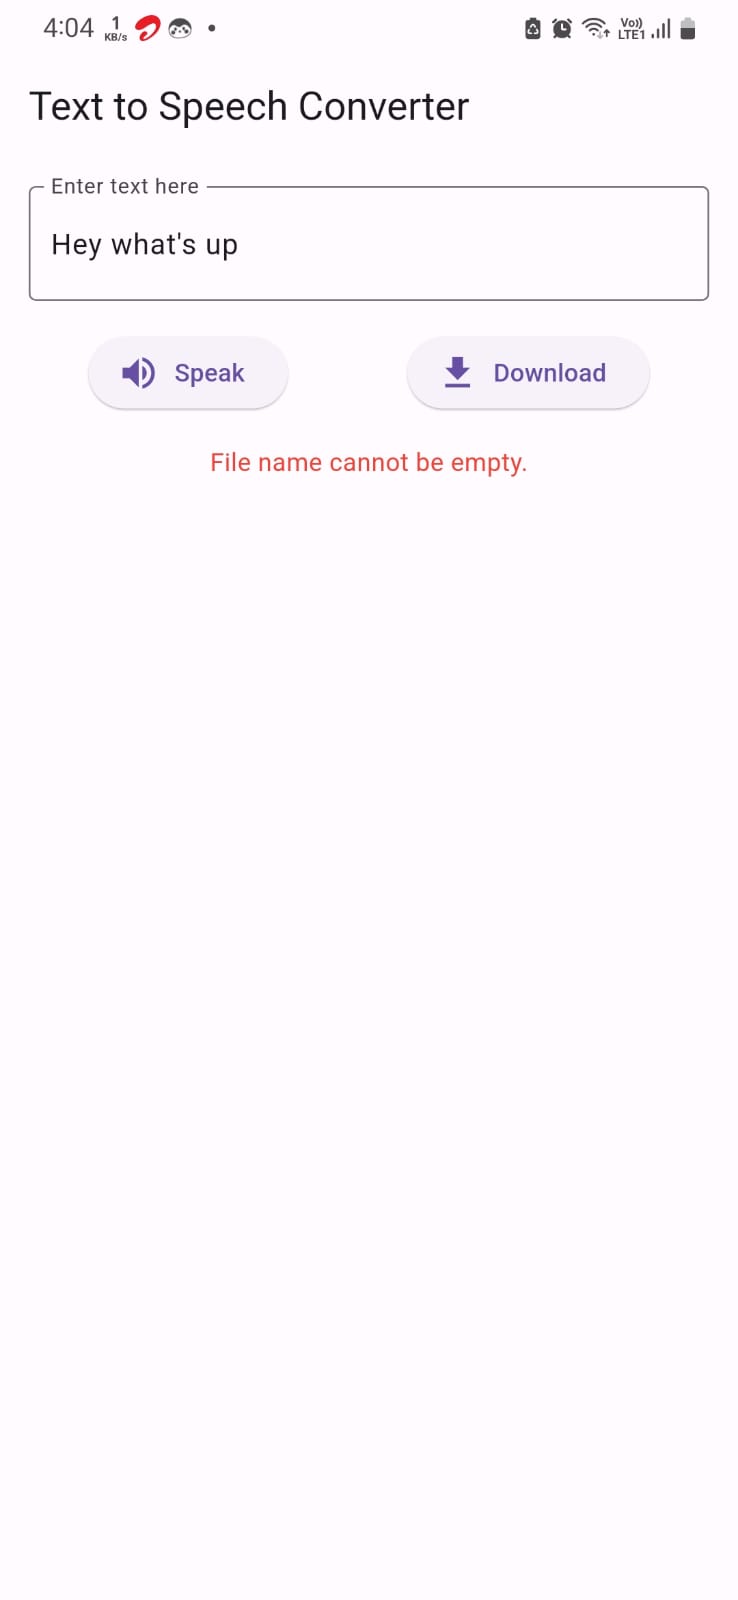 4:04 1 KB/s Vo)) LTE1
Text to Speech Converter
Enter text here
Hey what's up
Speak Download
File name cannot be empty.